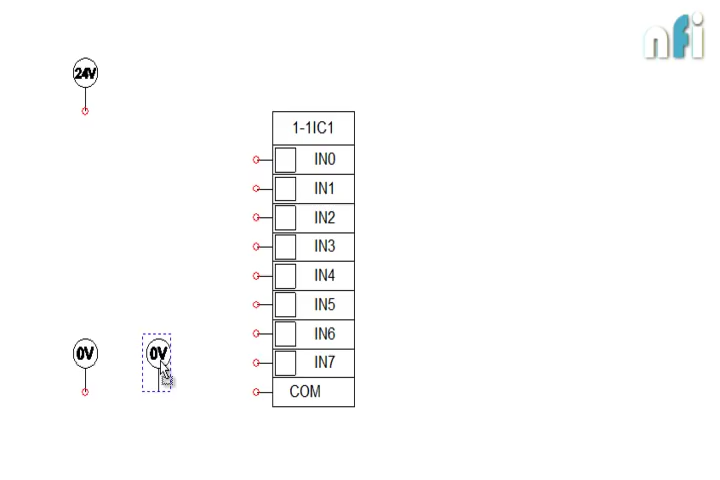 nfi
24V
1-1IC1
IN0
IN1
IN2
IN3
IN4
IN5
IN6
0V
0V
IN7
COM